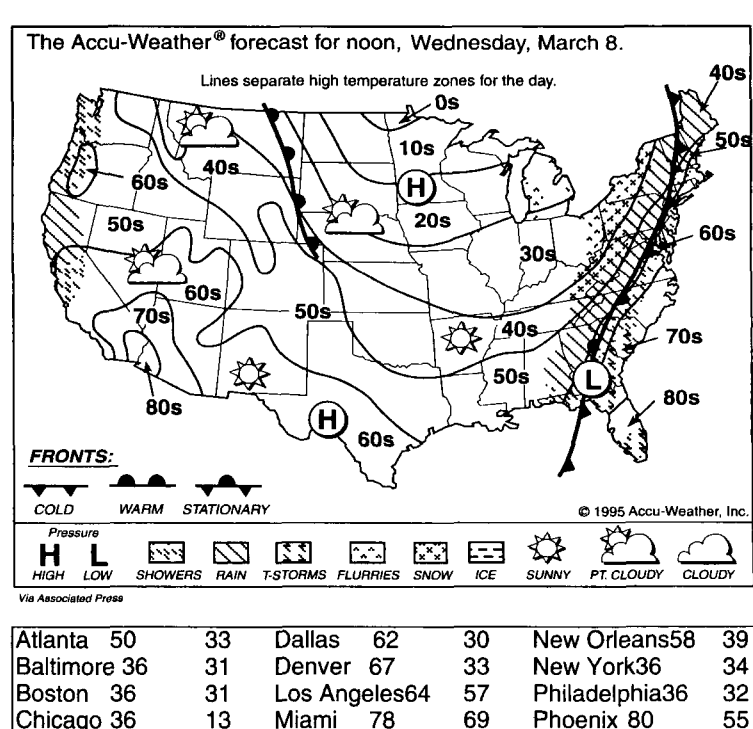 The Accu-Weather® forecast for noon, Wednesday, March 8.
Lines separate high temperature zones for the day.
0s
40s
10s
50s
40s
60s
H
20s
50s
60s
30s
60s
70s
50s
40s
70s
50s
L
80s
80s
H
60s
FRONTS:
COLD WARM STATIONARY
© 1995 Accu-Weather, Inc.
Pressure
H L
HIGH LOW SHOWERS RAIN T-STORMS FLURRIES SNOW ICE SUNNY PT. CLOUDY CLOUDY
Via Associated Press
Atlanta 50 33 Dallas 62 30 New Orleans58 39
Baltimore 36 31 Denver 67 33 New York36 34
Boston 36 31 Los Angeles64 57 Philadelphia36 32
Chicago 36 13 Miami 78 69 Phoenix 80 55